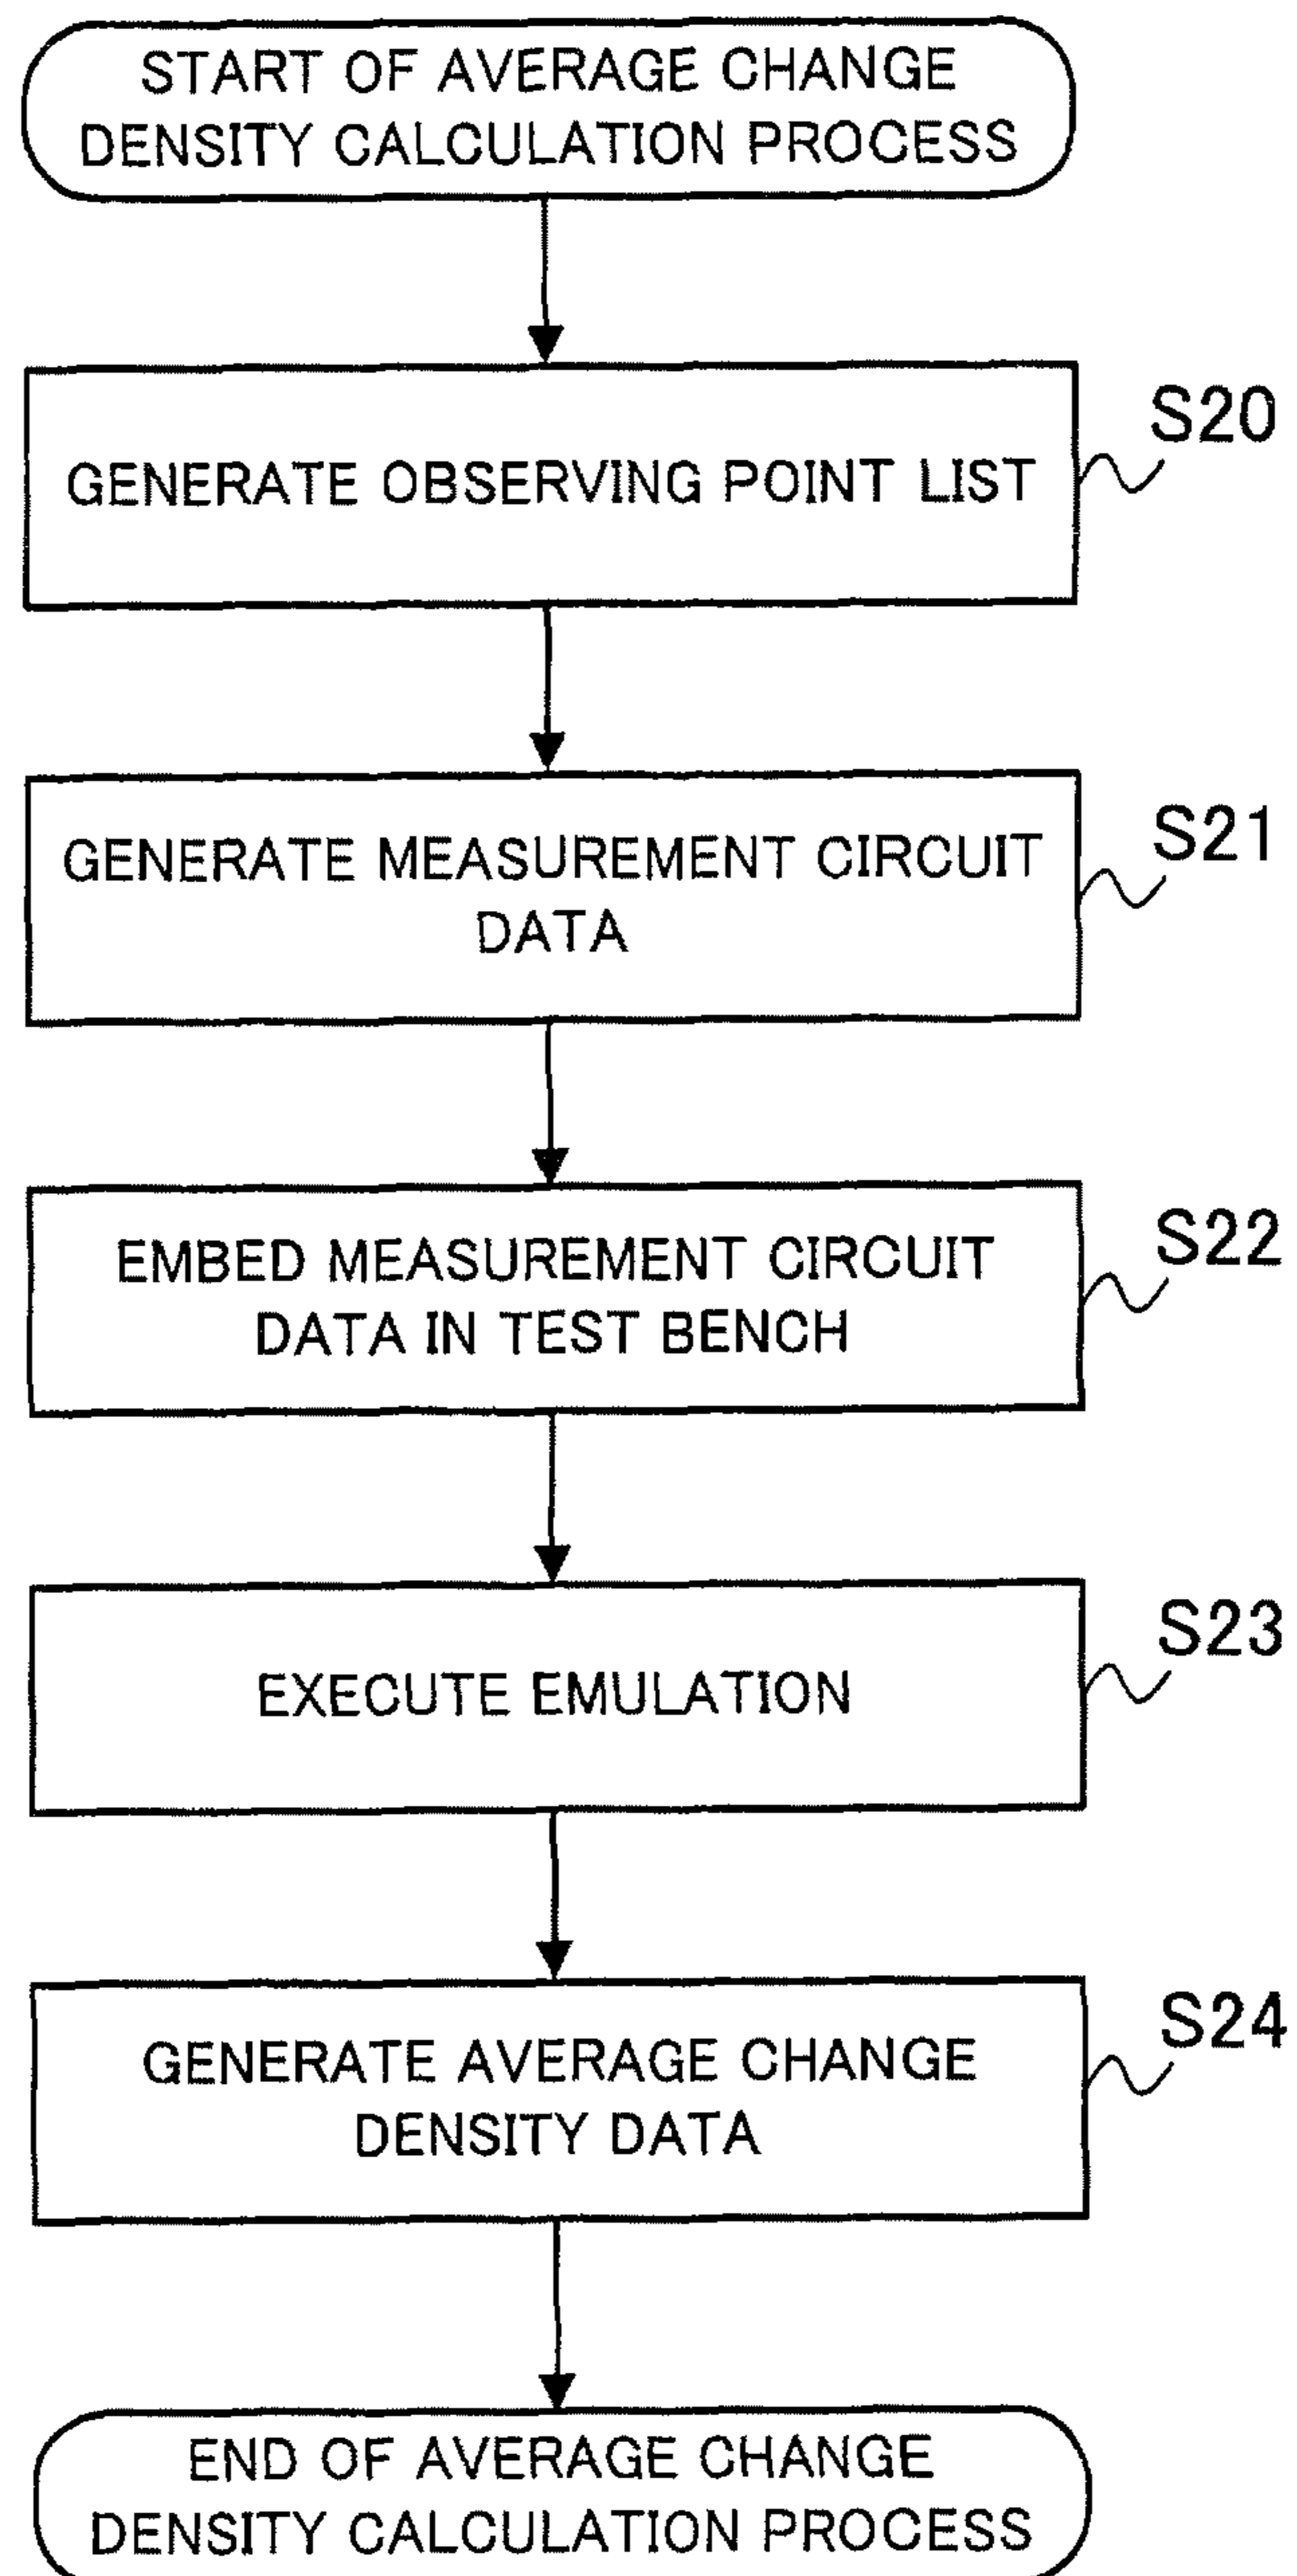 START OF AVERAGE CHANGE
DENSITY CALCULATION PROCESS
S20
GENERATE OBSERVING POINT LIST
S21
GENERATE MEASUREMENT CIRCUIT
DATA
S22
EMBED MEASUREMENT CIRCUIT
DATA IN TEST BENCH
S23
EXECUTE EMULATION
S24
GENERATE AVERAGE CHANGE
DENSITY DATA
END OF AVERAGE CHANGE
DENSITY CALCULATION PROCESS